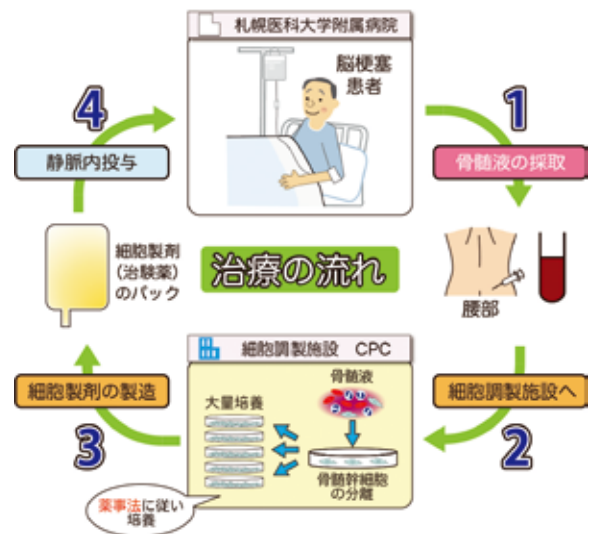 札幌医科大学附属病院
脳梗塞
患者
1
骨髄液の採取
腰部
細胞調製施設へ
2
細胞調製施設 CPC
骨髄液
大量培養
骨髄幹細胞
の分離
薬事法に従い
培養
3
細胞製剤の製造
細胞製剤
(治験薬)
のパック
静脈内投与
4
治療の流れ